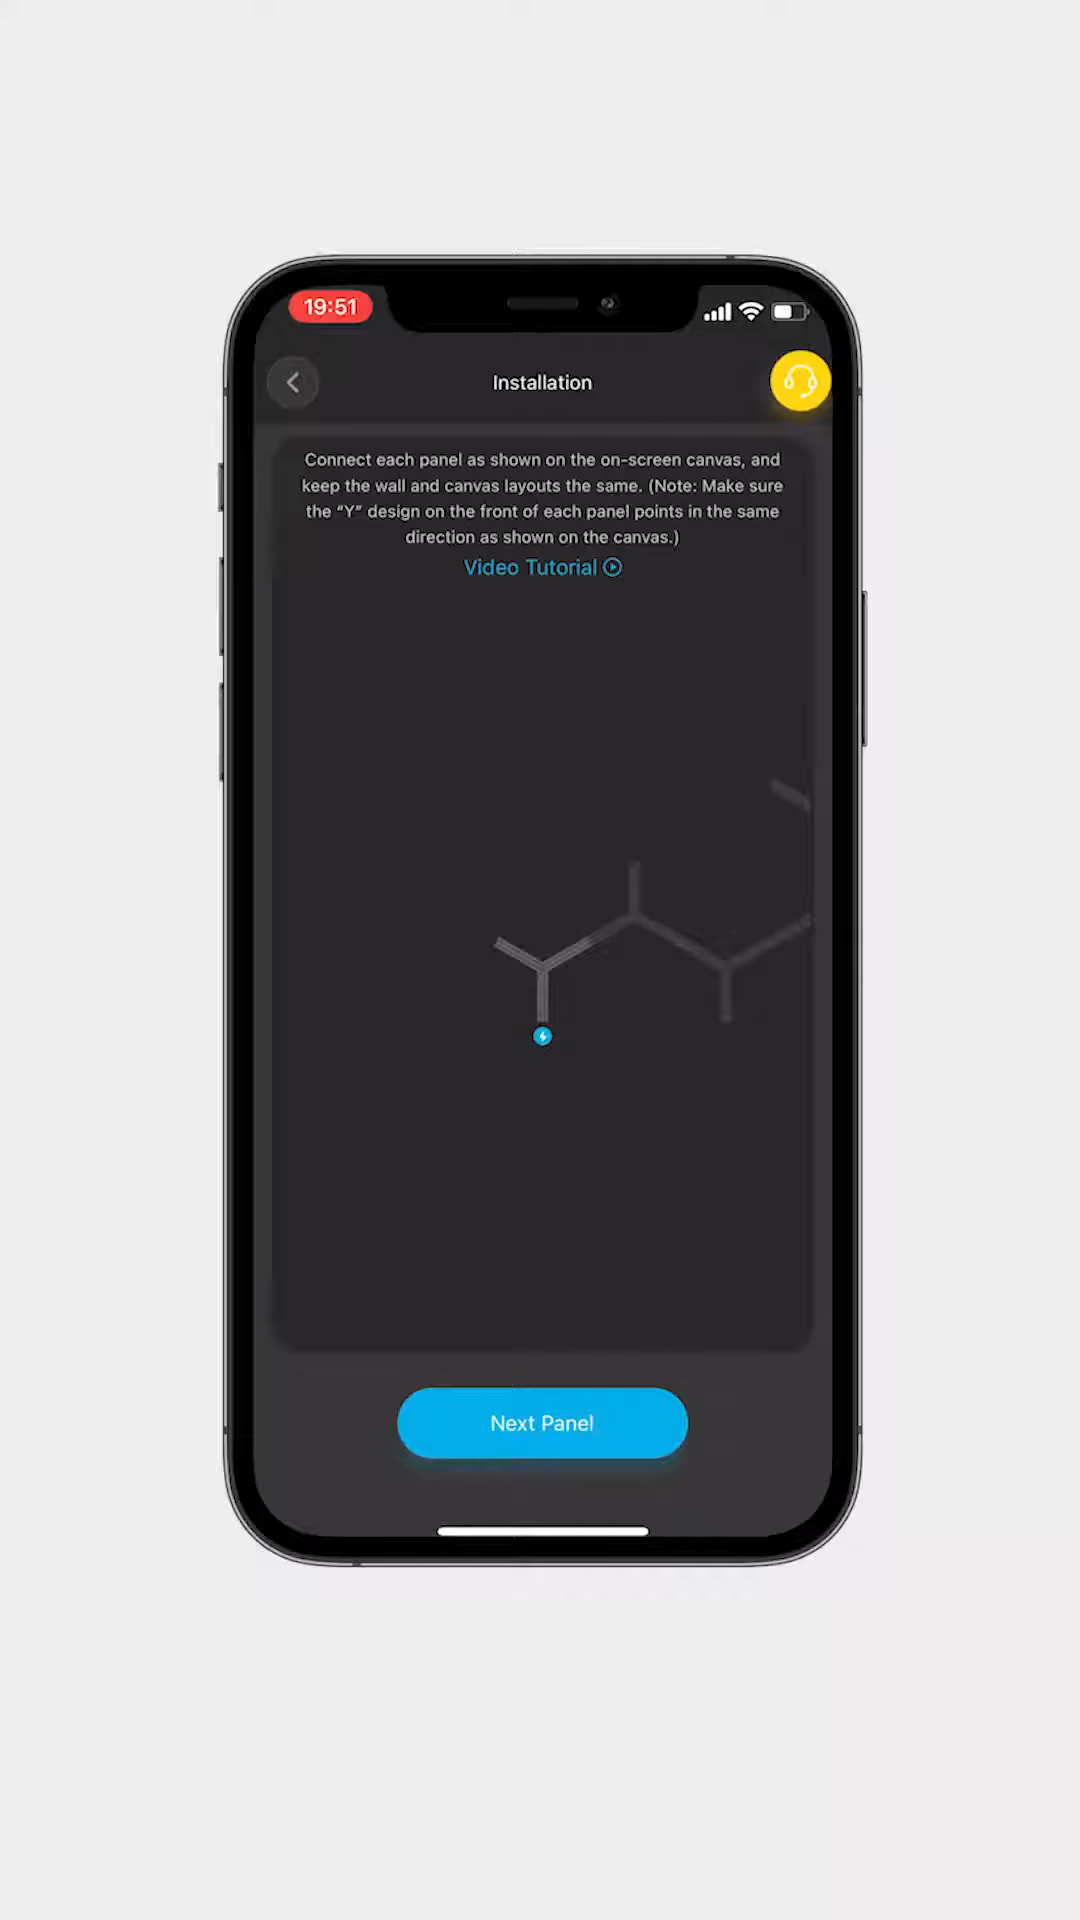 19:51
Installation
Connect each panel as shown on the on-screen canvas, and
keep the wall and canvas layouts the same. (Note: Make sure
the “Y” design on the front of each panel points in the same
direction as shown on the canvas.)
Video Tutorial
Next Panel